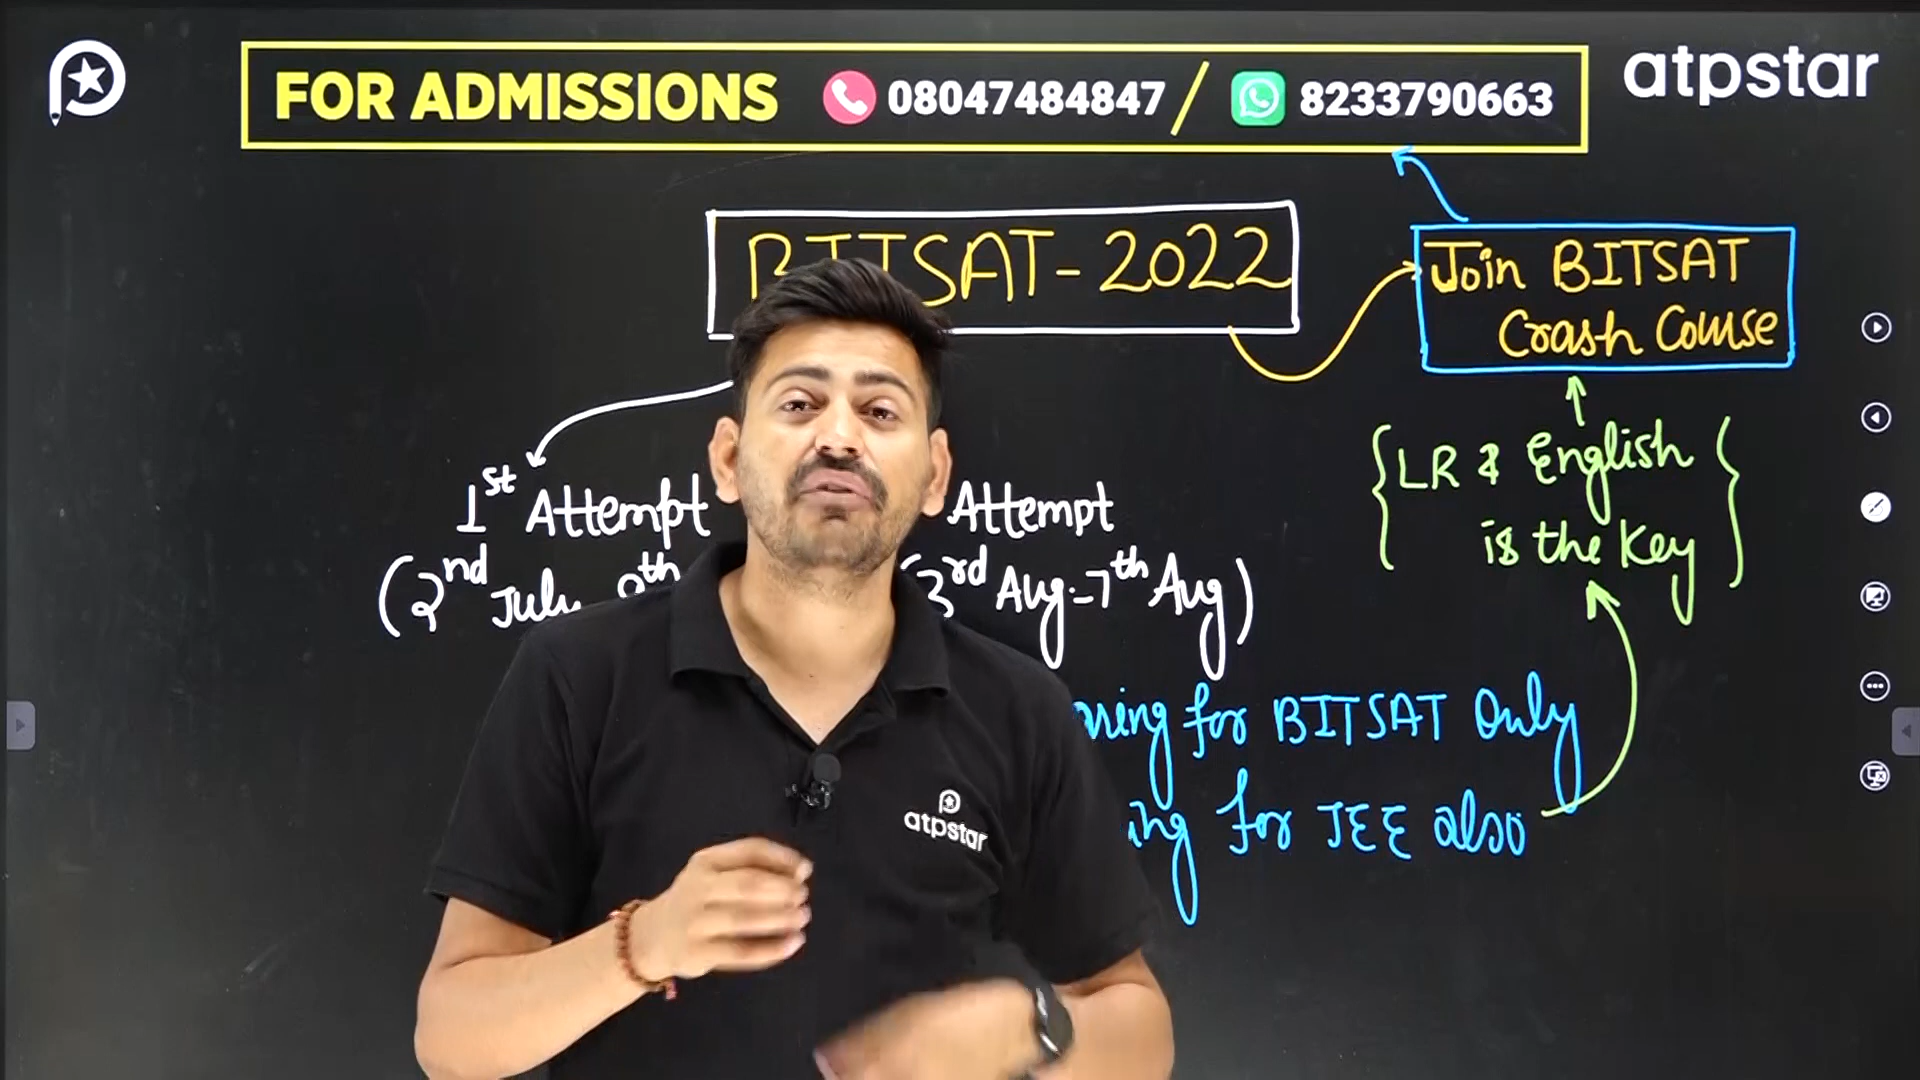 FOR ADMISSIONS 08047484847 / 8233790663
atpstar
BITSAT-2022
Join BITSAT
Crash Course
LR & English
is the key
1st Attempt
Attempt
(2nd July
3rd Aug-7th Aug)
for BITSAT Only
for JEE also
atpstar